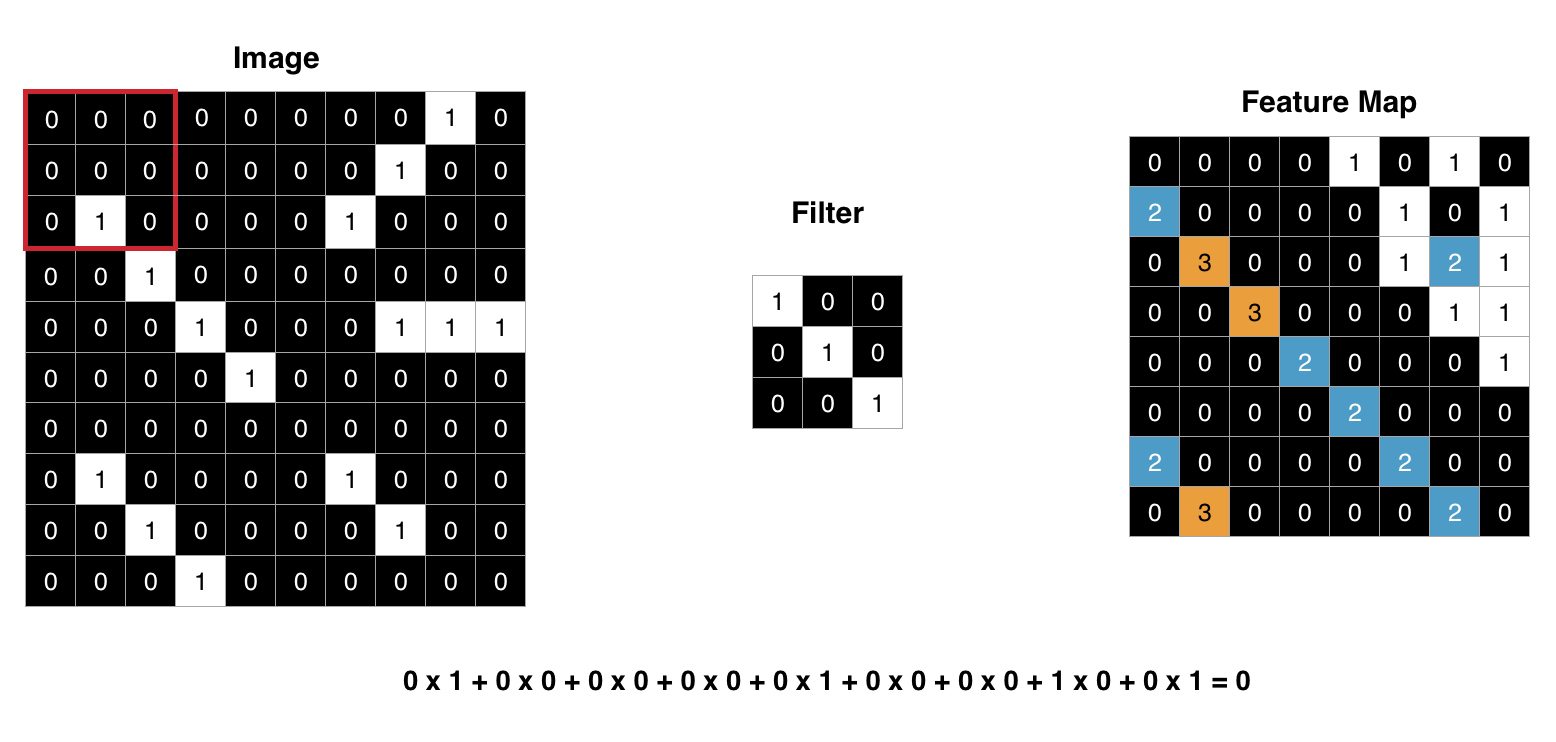 Image
0 0 0 0 0 0 0 0 1 0
0 0 0 0 0 0 0 1 0 0
0 1 0 0 0 0 1 0 0 0
0 0 1 0 0 0 0 0 0 0
0 0 0 1 0 0 0 1 1 1
0 0 0 0 1 0 0 0 0 0
0 0 0 0 0 0 0 0 0 0
0 1 0 0 0 0 1 0 0 0
0 0 1 0 0 0 0 1 0 0
0 0 0 1 0 0 0 0 0 0
Filter
1 0 0
0 1 0
0 0 1
Feature Map
0 0 0 0 1 0 1 0
2 0 0 0 0 1 0 1
0 3 0 0 0 1 2 1
0 0 3 0 0 0 1 1
0 0 0 2 0 0 0 1
0 0 0 0 2 0 0 0
2 0 0 0 0 2 0 0
0 3 0 0 0 0 2 0
0 x 1 + 0 x 0 + 0 x 0 + 0 x 0 + 0 x 1 + 0 x 0 + 0 x 0 + 1 x 0 + 0 x 1 = 0